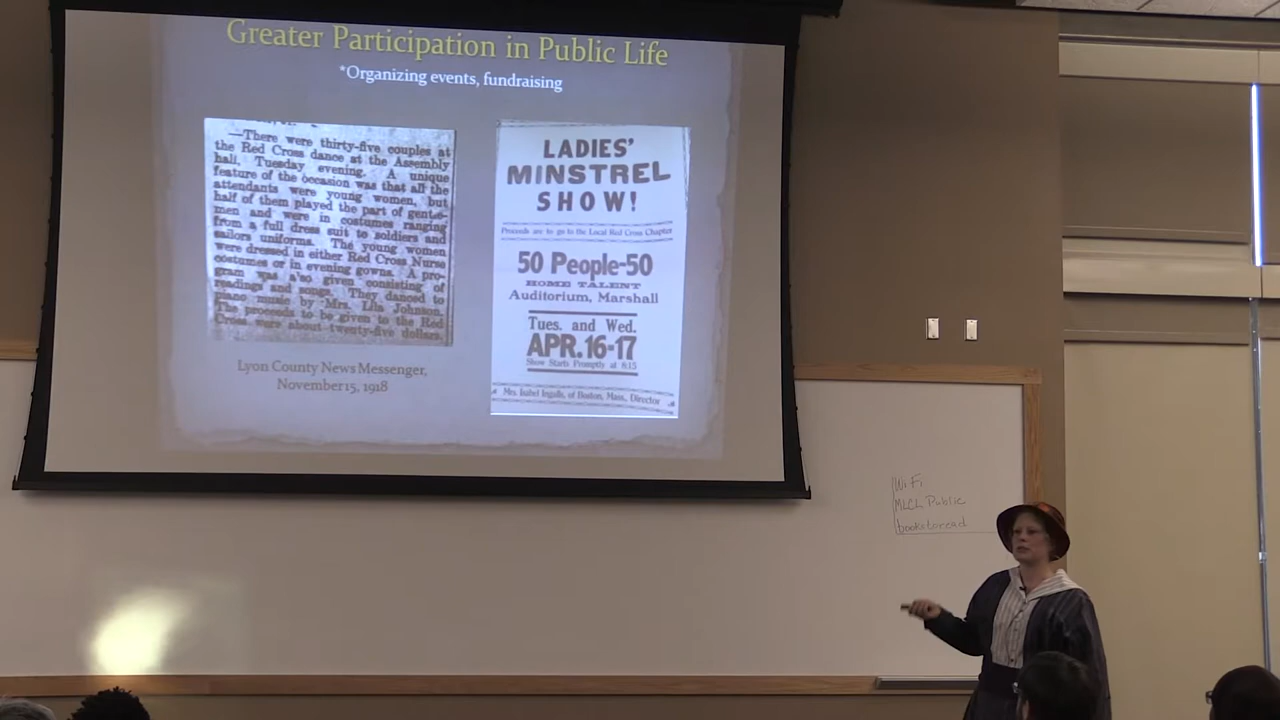 Greater Participation in Public Life
*Organizing events, fundraising
—There were thirty-five couples at
the Red Cross dance at the Assembly
hall, Tuesday evening. A unique
feature of the occasion was that all the
attendants were young women, but
half of them played the part of gentle-
men and were in costumes ranging
from a full dress suit to soldiers and
sailors uniforms. The young women
were dressed in either Red Cross Nurse
costumes or in evening gowns. A pro-
gram was also given consisting of
readings and songs. They danced to
piano music by Mrs. Lila Johnson.
The proceeds to be given to the Red
Cross were about twenty-five dollars.
Lyon County News Messenger,
November 15, 1918
LADIES'
MINSTREL
SHOW!
Proceeds are to go to the Local Red Cross Chapter
50 People-50
HOME TALENT
Auditorium, Marshall
Tues. and Wed.
APR. 16-17
Show Starts Promptly at 8:15
Mrs. Isabel Ingalls, of Boston, Mass., Director
WiFi
MLCL Public
booktoread